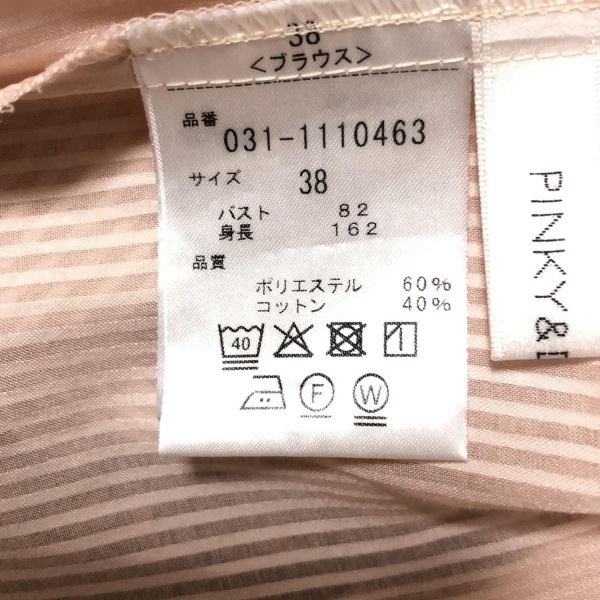 38
<ブラウス>
品番
031-1110463
サイズ 38
バスト 82
身長 162
品質
ポリエステル 60%
コットン 40%
40
F W
PINKY&